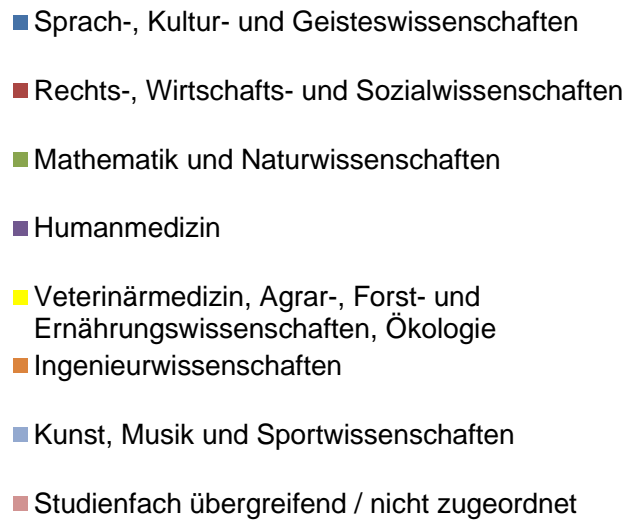 Sprach-, Kultur- und Geisteswissenschaften
Rechts-, Wirtschafts- und Sozialwissenschaften
Mathematik und Naturwissenschaften
Humanmedizin
Veterinärmedizin, Agrar-, Forst- und
Ernährungswissenschaften, Ökologie
Ingenieurwissenschaften
Kunst, Musik und Sportwissenschaften
Studienfach übergreifend / nicht zugeordnet